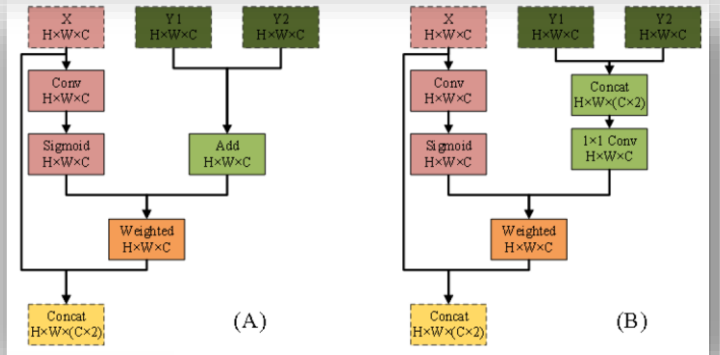 X
H×W×C
Y1
H×W×C
Y2
H×W×C
Conv
H×W×C
Sigmoid
H×W×C
Add
H×W×C
Weighted
H×W×C
Concat
H×W×(C×2)
(A)
X
H×W×C
Y1
H×W×C
Y2
H×W×C
Conv
H×W×C
Concat
H×W×(C×2)
Sigmoid
H×W×C
1×1 Conv
H×W×C
Weighted
H×W×C
Concat
H×W×(C×2)
(B)